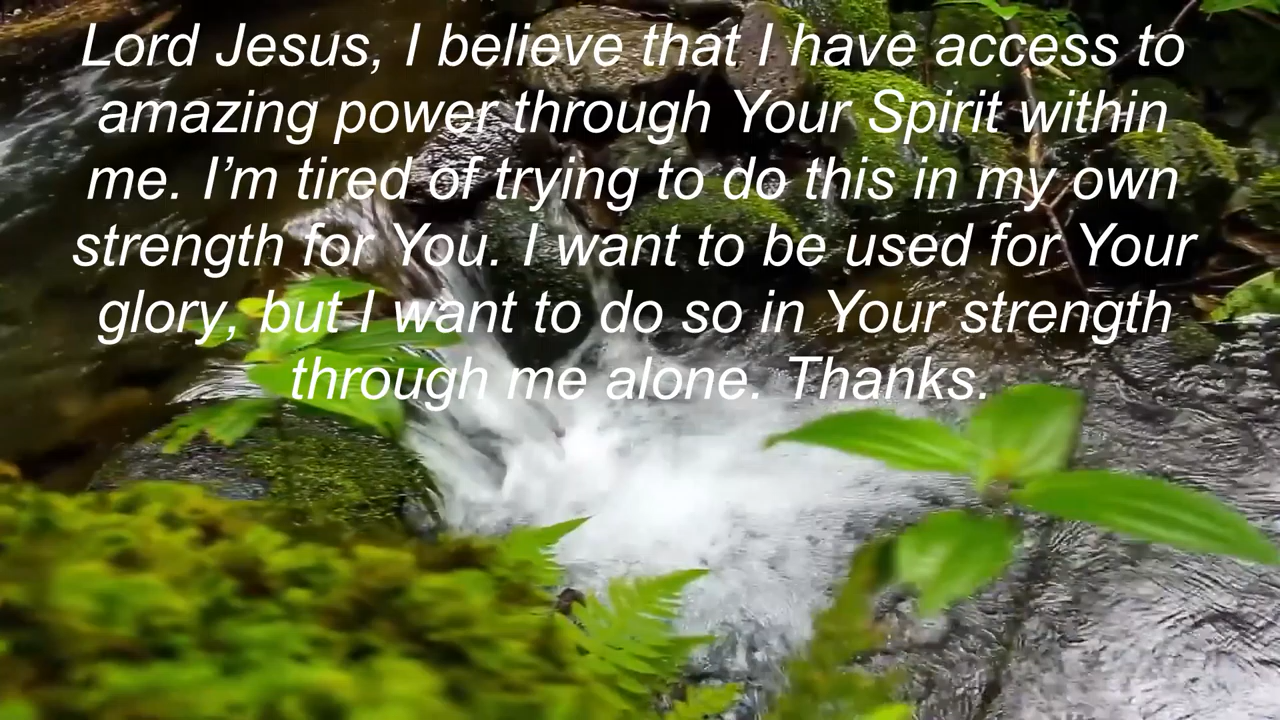 Lord Jesus, I believe that I have access to
amazing power through Your Spirit within
me. I’m tired of trying to do this in my own
strength for You. I want to be used for Your
glory, but I want to do so in Your strength
through me alone. Thanks.